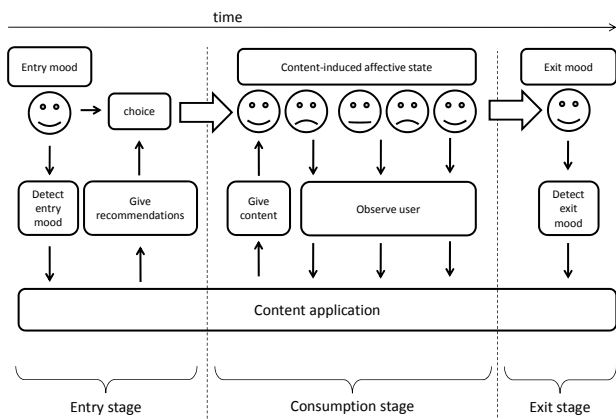 time
Entry mood
Content-induced affective state
Exit mood
choice
Detect
entry
mood
Give
recommendations
Give
content
Observe user
Detect
exit
mood
Content application
Entry stage
Consumption stage
Exit stage